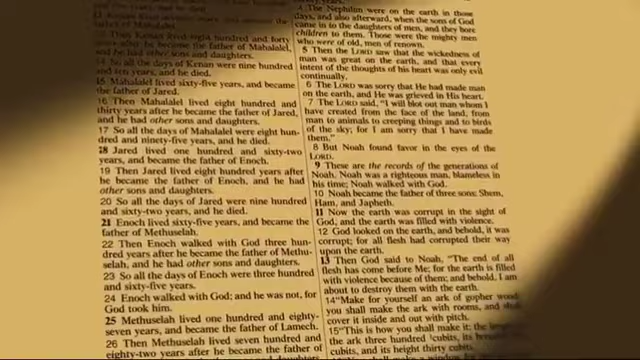 of Mahalalel.
Then Kenan lived eight hundred and forty
years after he became the father of Mahalalel,
and he had other sons and daughters.
14 So all the days of Kenan were nine hundred
and ten years, and he died.
15 Mahalalel lived sixty-five years, and became
the father of Jared.
16 Then Mahalalel lived eight hundred and
thirty years after he became the father of Jared,
and he had other sons and daughters.
17 So all the days of Mahalalel were eight hun-
dred and ninety-five years, and he died.
18 Jared lived one hundred and sixty-two
years, and became the father of Enoch.
19 Then Jared lived eight hundred years after
he became the father of Enoch, and he had
other sons and daughters.
20 So all the days of Jared were nine hundred
and sixty-two years, and he died.
21 Enoch lived sixty-five years, and became the
father of Methuselah.
22 Then Enoch walked with God three hun-
dred years after he became the father of Methu-
selah, and he had other sons and daughters.
23 So all the days of Enoch were three hundred
and sixty-five years.
24 Enoch walked with God; and he was not, for
God took him.
25 Methuselah lived one hundred and eighty-
seven years, and became the father of Lamech.
26 Then Methuselah lived seven hundred and
eighty-two years after he became the father of
4 The Nephilim were on the earth in those
days, and also afterward, when the sons of God
came in to the daughters of men, and they bore
children to them. Those were the mighty men
who were of old, men of renown.
5 Then the LORD saw that the wickedness of
man was great on the earth, and that every
intent of the thoughts of his heart was only evil
continually.
6 The LORD was sorry that He had made man
on the earth, and He was grieved in His heart.
7 The LORD said, "I will blot out man whom I
have created from the face of the land, from
man to animals to creeping things and to birds
of the sky; for I am sorry that I have made
them."
8 But Noah found favor in the eyes of the
LORD.
9 These are the records of the generations of
Noah. Noah was a righteous man, blameless in
his time; Noah walked with God.
10 Noah became the father of three sons: Shem,
Ham, and Japheth.
11 Now the earth was corrupt in the sight of
God, and the earth was filled with violence.
12 God looked on the earth, and behold, it was
corrupt; for all flesh had corrupted their way
upon the earth.
13 Then God said to Noah, "The end of all
flesh has come before Me; for the earth is filled
with violence because of them; and behold, I am
about to destroy them with the earth.
14 "Make for yourself an ark of gopher wood;
you shall make the ark with rooms, and shall
cover it inside and out with pitch.
15 "This is how you shall make it: the
the ark three hundred cubits, its
cubits, and its height thirty cubits.